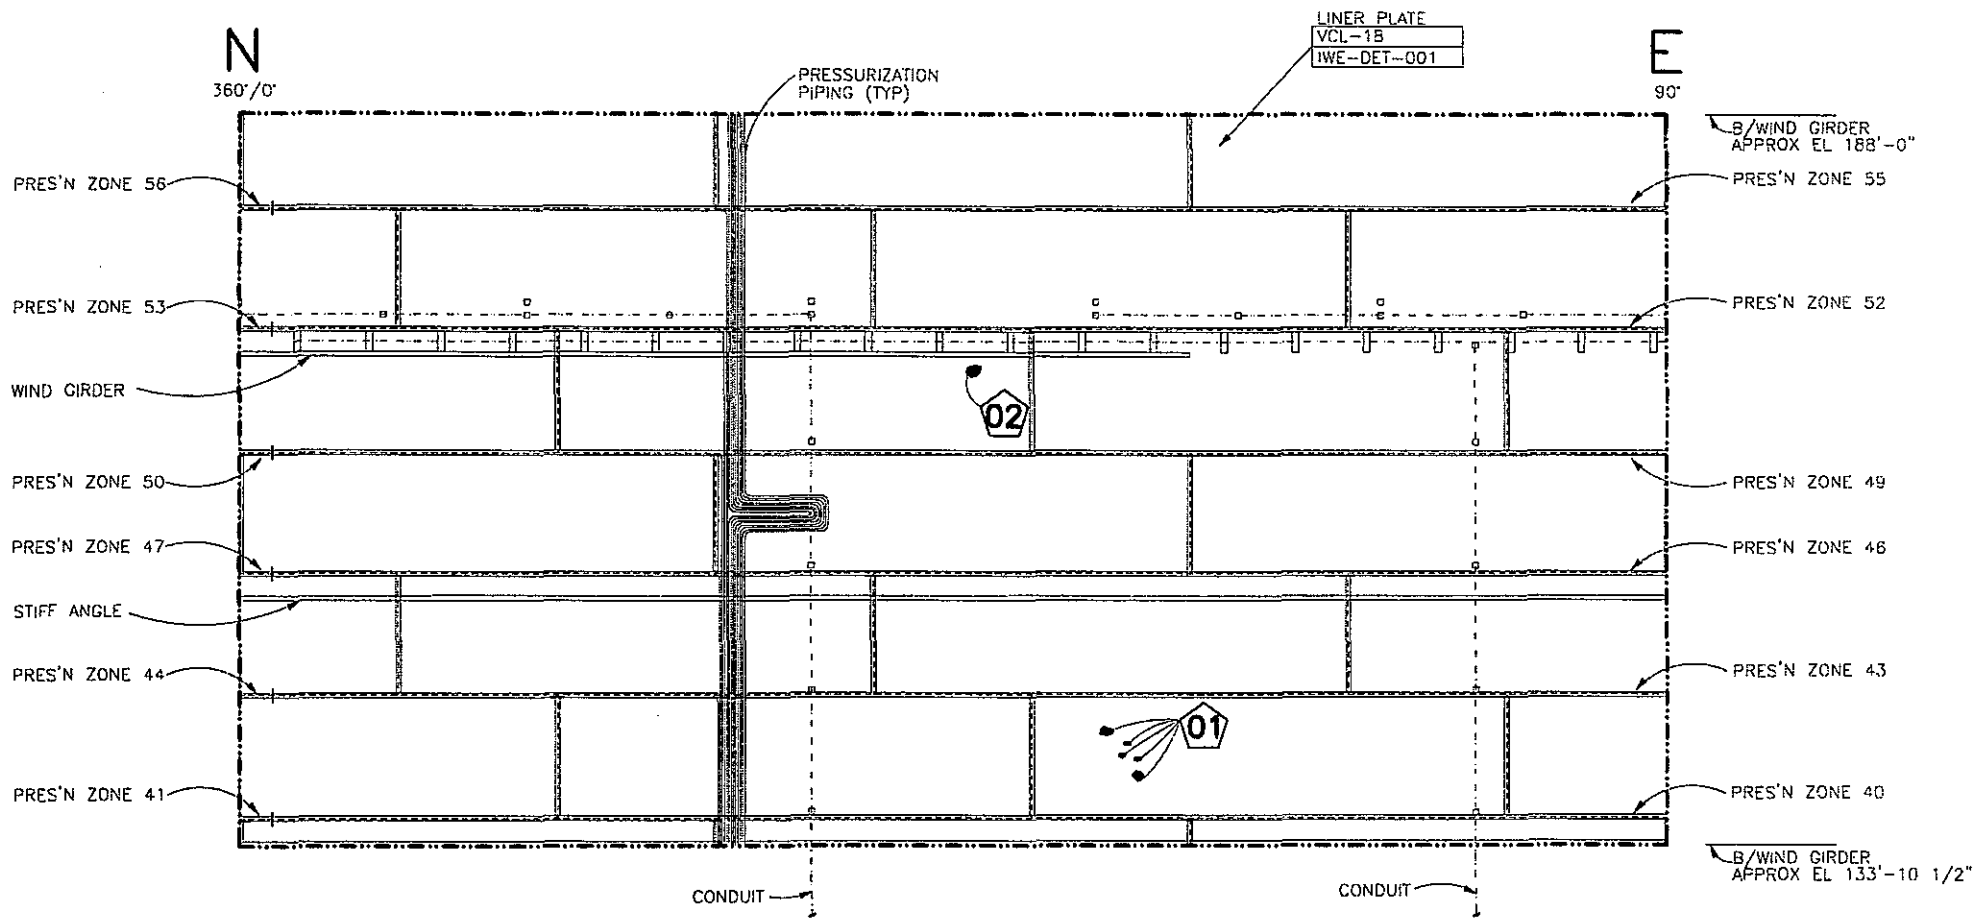 N
360°/0°
LINER PLATE
VCL-1B
IWE-DET-001
E
90°
PRESSURIZATION
PIPING (TYP)
B/WIND GIRDER
APPROX EL 188'-0"
PRES'N ZONE 56
PRES'N ZONE 55
PRES'N ZONE 53
PRES'N ZONE 52
WIND GIRDER
02
PRES'N ZONE 50
PRES'N ZONE 49
PRES'N ZONE 47
PRES'N ZONE 46
STIFF ANGLE
PRES'N ZONE 44
PRES'N ZONE 43
01
PRES'N ZONE 41
PRES'N ZONE 40
B/WIND GIRDER
APPROX EL 133'-10 1/2"
CONDUIT
CONDUIT